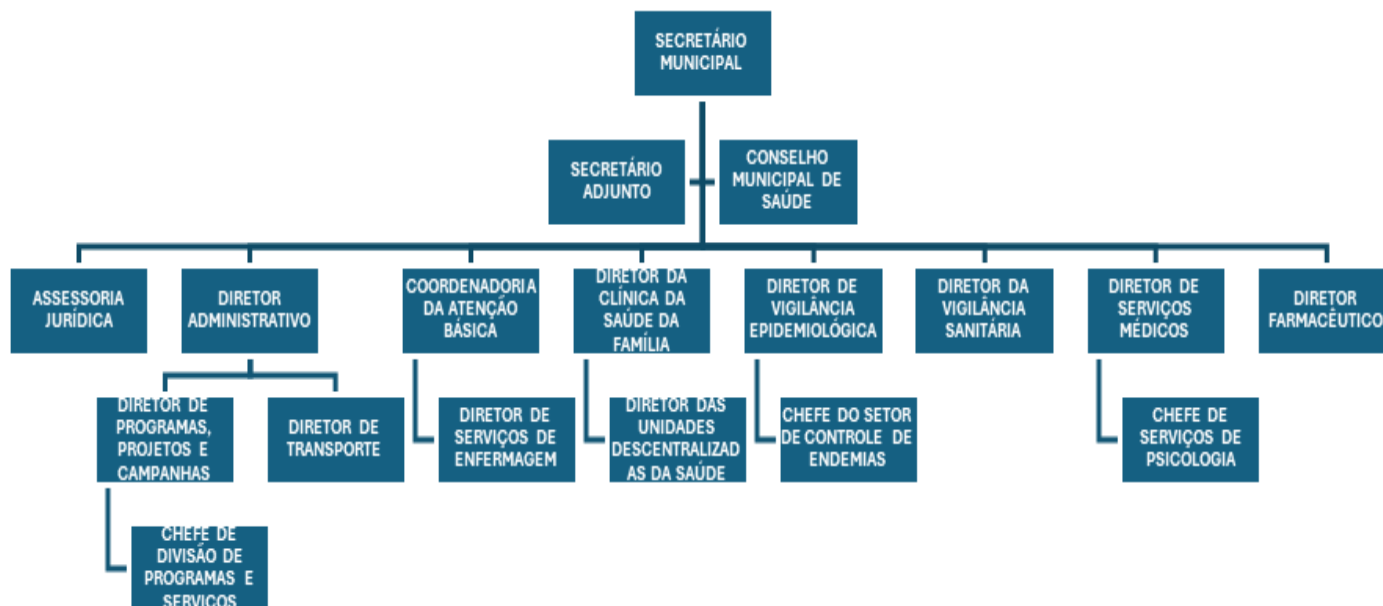 SECRETÁRIO
MUNICIPAL
SECRETÁRIO
ADJUNTO
CONSELHO
MUNICIPAL DE
SAÚDE
ASSESSORIA
JURÍDICA
DIRETOR
ADMINISTRATIVO
COORDENADORIA
DA ATENÇÃO
BÁSICA
DIRETOR DA
CLÍNICA DA
SAÚDE DA
FAMÍLIA
DIRETOR DE
VIGILÂNCIA
EPIDEMIOLÓGICA
DIRETOR DA
VIGILÂNCIA
SANITÁRIA
DIRETOR DE
SERVIÇOS
MÉDICOS
DIRETOR
FARMACÊUTICO
DIRETOR DE
PROGRAMAS,
PROJETOS E
CAMPANHAS
DIRETOR DE
TRANSPORTE
DIRETOR DE
SERVIÇOS DE
ENFERMAGEM
DIRETOR DAS
UNIDADES
DESCENTRALIZAD
AS DA SAÚDE
CHEFE DO SETOR
DE CONTROLE DE
ENDEMIAS
CHEFE DE
SERVIÇOS DE
PSICOLOGIA
CHEFE DE
DIVISÃO DE
PROGRAMAS E
SERVIÇOS